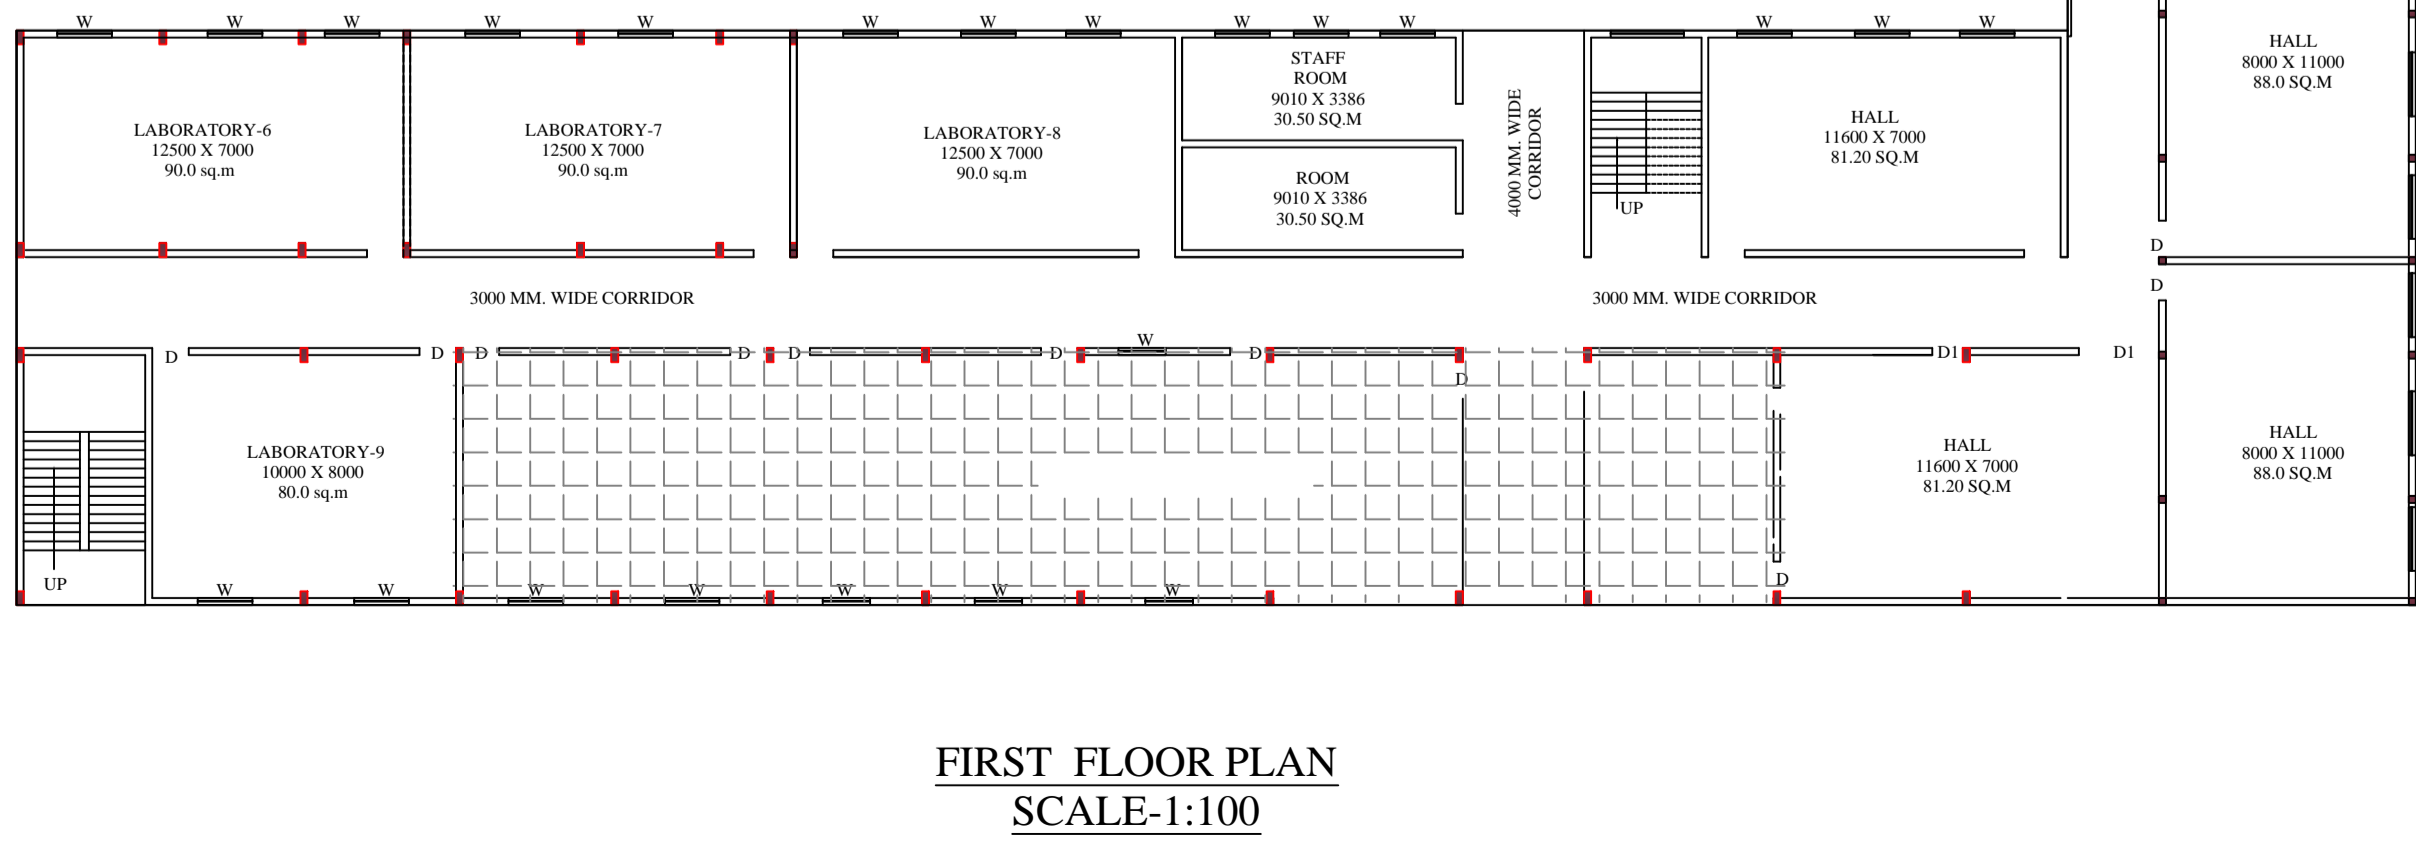 W W W W W W W W W W W W W W W
HALL
8000 X 11000
88.0 SQ.M
STAFF
ROOM
9010 X 3386
30.50 SQ.M
LABORATORY-6
12500 X 7000
90.0 sq.m
LABORATORY-7
12500 X 7000
90.0 sq.m
LABORATORY-8
12500 X 7000
90.0 sq.m
ROOM
9010 X 3386
30.50 SQ.M
4000 MM. WIDE
CORRIDOR
UP
HALL
11600 X 7000
81.20 SQ.M
D
D
3000 MM. WIDE CORRIDOR
3000 MM. WIDE CORRIDOR
W
D D D D D D D D1 D1
D
LABORATORY-9
10000 X 8000
80.0 sq.m
HALL
11600 X 7000
81.20 SQ.M
HALL
8000 X 11000
88.0 SQ.M
UP
D
W W W W W W W
FIRST FLOOR PLAN
SCALE-1:100